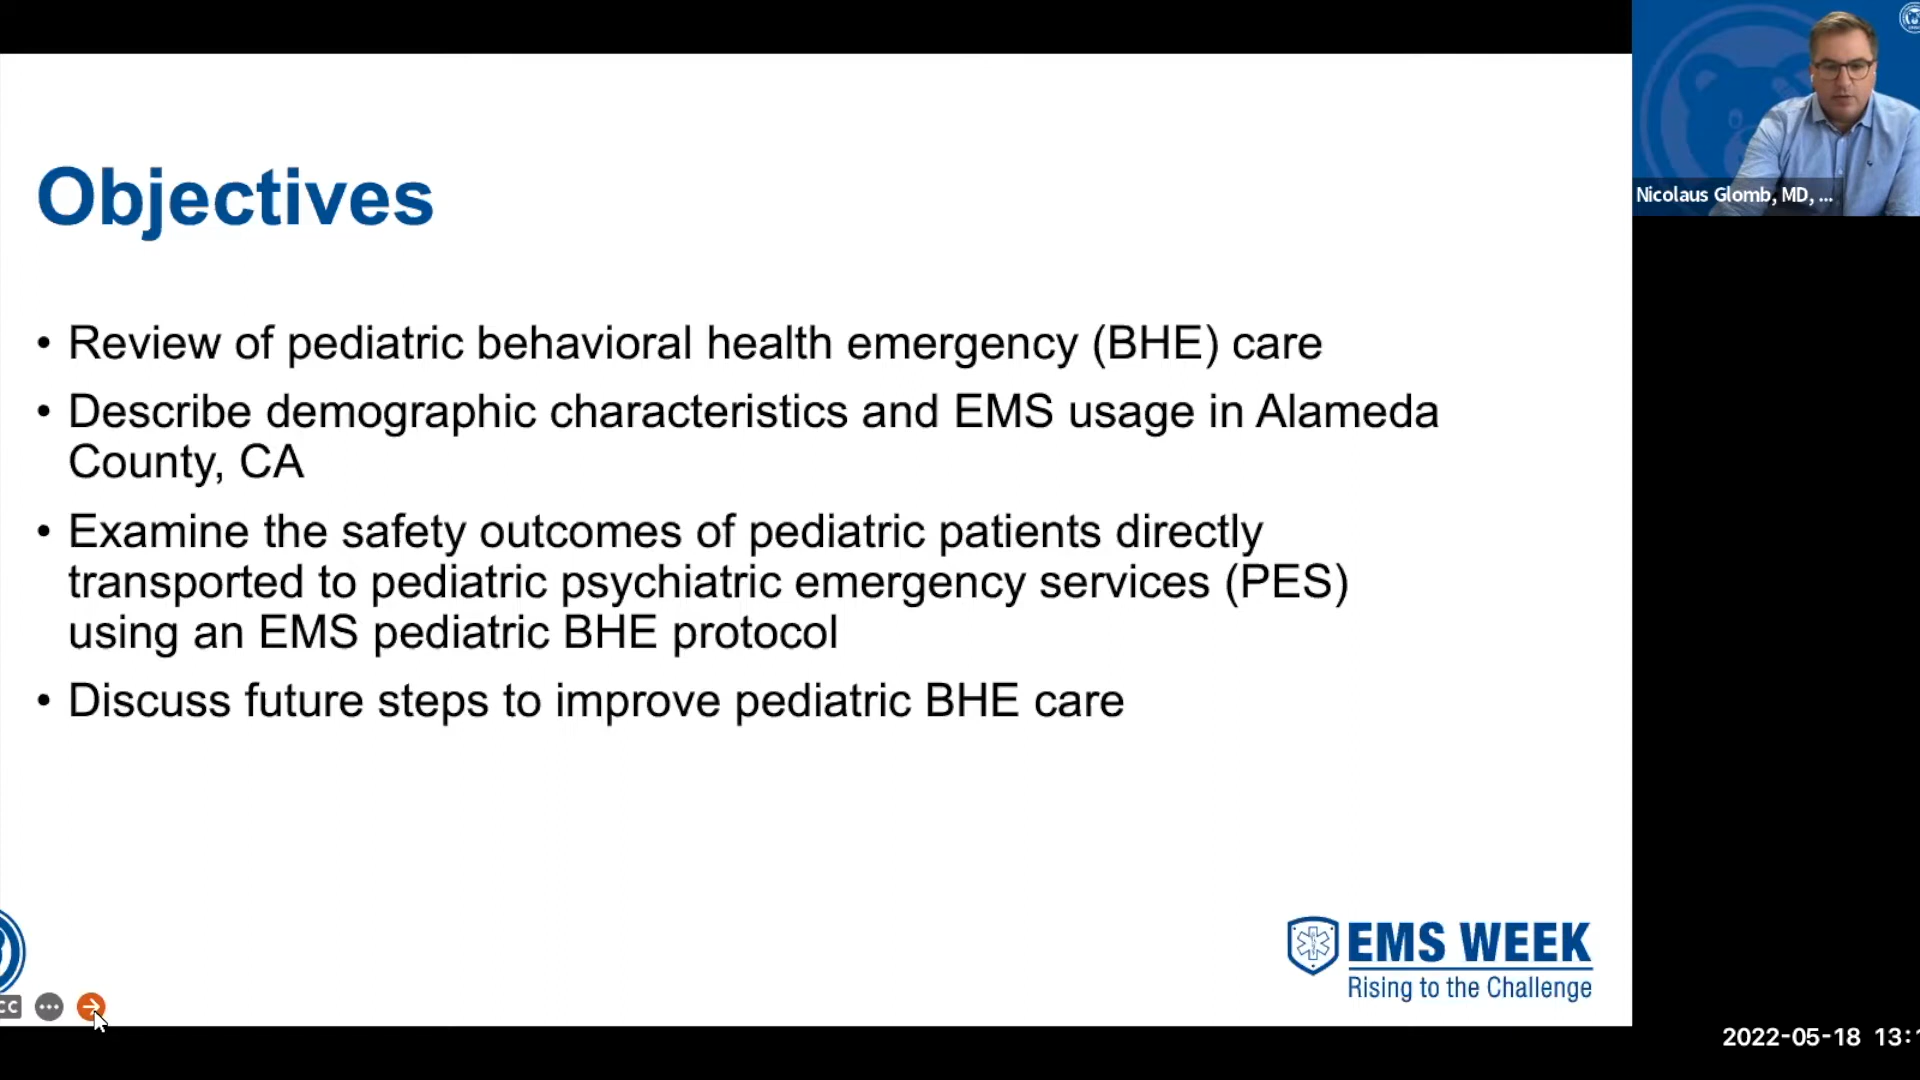 Objectives
• Review of pediatric behavioral health emergency (BHE) care
• Describe demographic characteristics and EMS usage in Alameda
County, CA
• Examine the safety outcomes of pediatric patients directly
transported to pediatric psychiatric emergency services (PES)
using an EMS pediatric BHE protocol
• Discuss future steps to improve pediatric BHE care
EMS WEEK
Rising to the Challenge
Nicolaus Glomb, MD, ...
CC
2022-05-18 13:1